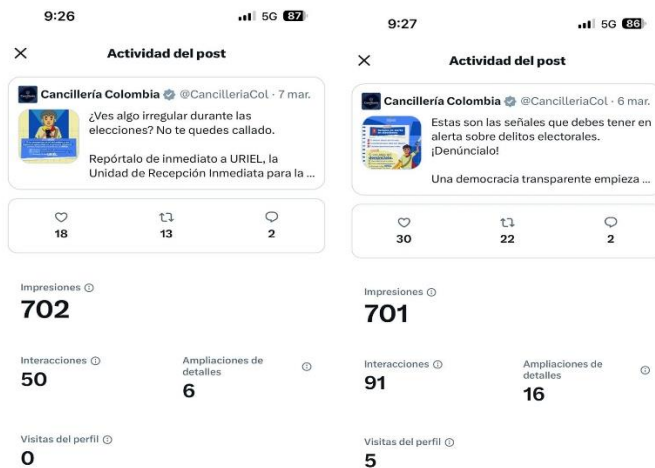 9:26
5G 87
Actividad del post
Cancillería Colombia @CancilleriaCol · 7 mar.
¿Ves algo irregular durante las
elecciones? No te quedes callado.
Repórtalo de inmediato a URIEL, la
Unidad de Recepción Inmediata para la ...
18 13 2
Impresiones
702
Interacciones
50
Ampliaciones de
detalles
6
Visitas del perfil
0
9:27
5G 86
Actividad del post
Cancillería Colombia @CancilleriaCol · 6 mar.
Estas son las señales que debes tener en
alerta sobre delitos electorales.
¡Denúncialo!
Una democracia transparente empieza ...
30 22 2
Impresiones
701
Interacciones
91
Ampliaciones de
detalles
16
Visitas del perfil
5